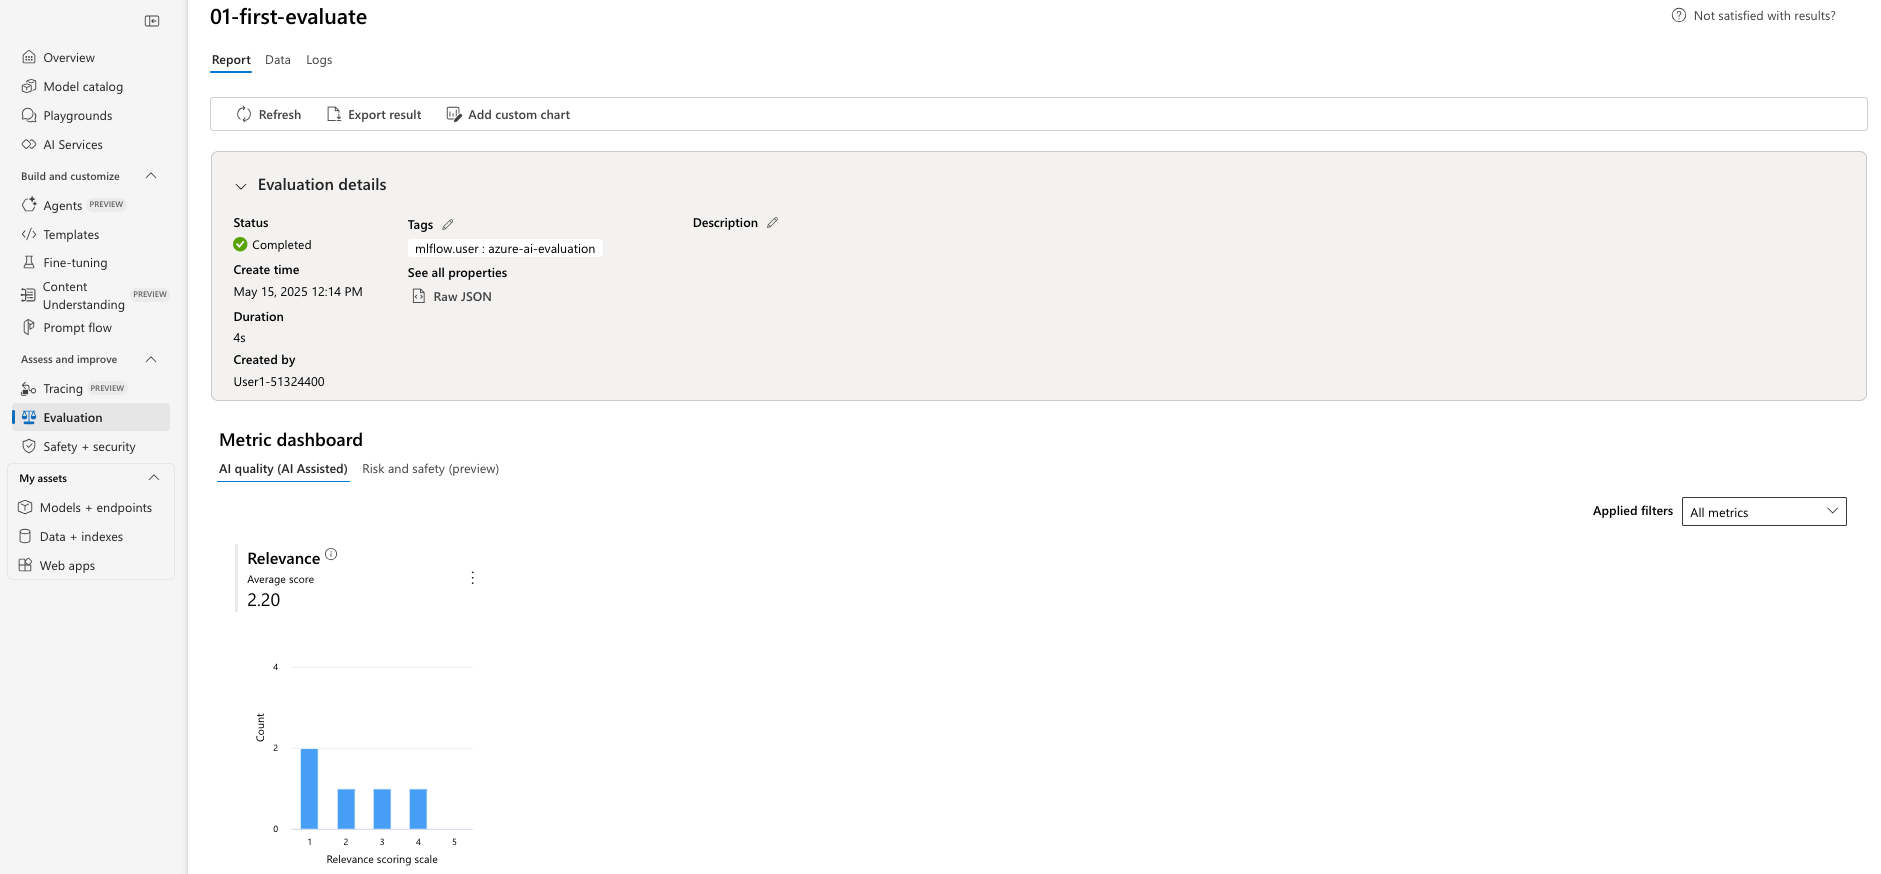 01-first-evaluate
Not satisfied with results?
Report
Data
Logs
Refresh
Export result
Add custom chart
Overview
Model catalog
Playgrounds
AI Services
Build and customize
Agents PREVIEW
Templates
Fine-tuning
Content
Understanding PREVIEW
Prompt flow
Assess and improve
Tracing PREVIEW
Evaluation
Safety + security
My assets
Models + endpoints
Data + indexes
Web apps
Evaluation details
Status
Completed
Create time
May 15, 2025 12:14 PM
Duration
4s
Created by
User1-51324400
Tags
mlflow.user : azure-ai-evaluation
See all properties
Raw JSON
Description
Metric dashboard
AI quality (AI Assisted)
Risk and safety (preview)
Applied filters
All metrics
Relevance
Average score
2.20
4
2
0
Count
1 2 3 4 5
Relevance scoring scale